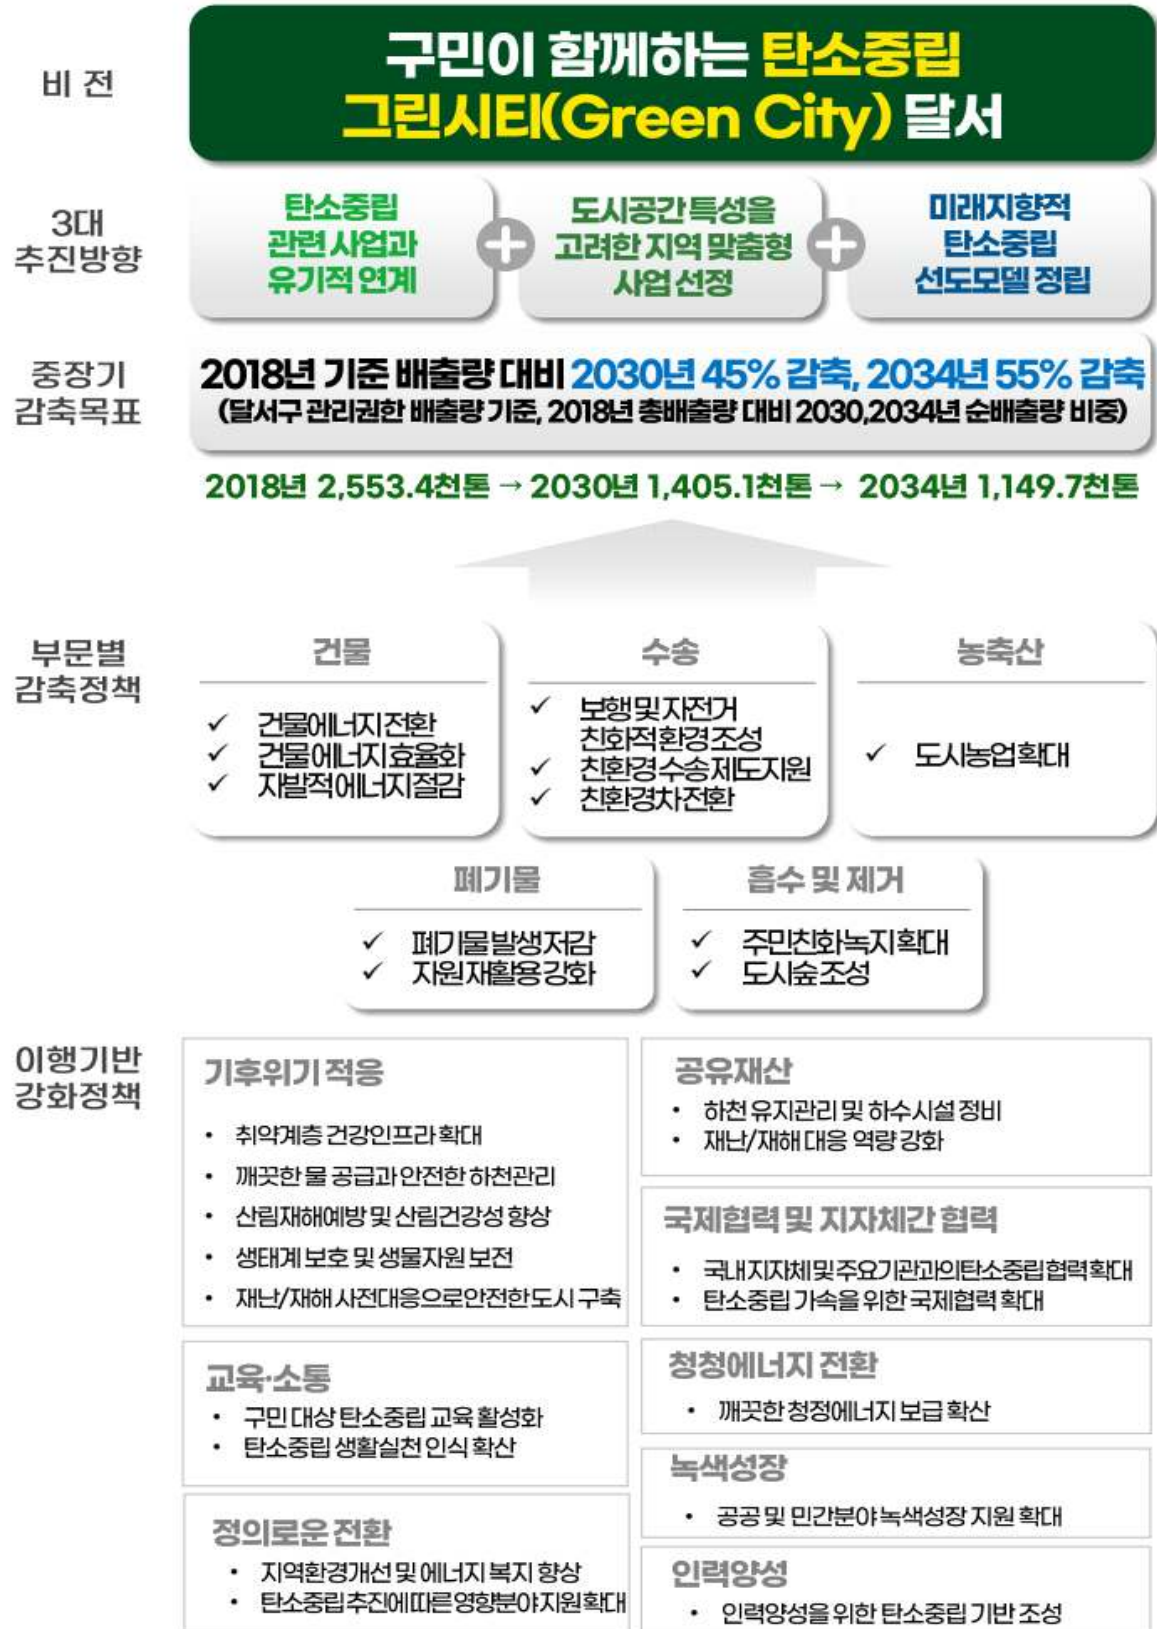 비 전
구민이 함께하는 탄소중립
그린시티(Green City) 달서
3대
추진방향
탄소중립
관련 사업과
유기적 연계
도시공간 특성을
고려한 지역 맞춤형
사업 선정
미래지향적
탄소중립
선도모델 정립
중장기
감축목표
2018년 기준 배출량 대비 2030년 45% 감축, 2034년 55% 감축
(달서구 관리권한 배출량 기준, 2018년 총배출량 대비 2030,2034년 순배출량 비중)
2018년 2,553.4천톤 → 2030년 1,405.1천톤 → 2034년 1,149.7천톤
부문별
감축정책
건물
✓ 건물에너지 전환
✓ 건물에너지 효율화
✓ 자발적 에너지 절감
수송
✓ 보행 및 자전거
친화적 환경 조성
✓ 친환경 수송 제도 지원
✓ 친환경차 전환
농축산
✓ 도시농업 확대
폐기물
✓ 폐기물 발생 저감
✓ 자원 재활용 강화
흡수 및 제거
✓ 주민친화 녹지 확대
✓ 도시숲 조성
이행기반
강화정책
기후위기 적응
• 취약계층 건강인프라 확대
• 깨끗한 물 공급과 안전한 하천관리
• 산림재해예방 및 산림건강성 향상
• 생태계 보호 및 생물자원 보전
• 재난/재해 사전대응으로 안전한 도시 구축
교육·소통
• 구민 대상 탄소중립 교육 활성화
• 탄소중립 생활실천 인식 확산
정의로운 전환
• 지역환경개선 및 에너지 복지 향상
• 탄소중립 추진에 따른 영향분야 지원 확대
공유재산
• 하천 유지관리 및 하수시설 정비
• 재난/재해 대응 역량 강화
국제협력 및 지자체간 협력
• 국내 지자체 및 주요기관과의 탄소중립 협력 확대
• 탄소중립 가속을 위한 국제협력 확대
청청에너지 전환
• 깨끗한 청정에너지 보급 확산
녹색성장
• 공공 및 민간분야 녹색성장 지원 확대
인력양성
• 인력양성을 위한 탄소중립 기반 조성